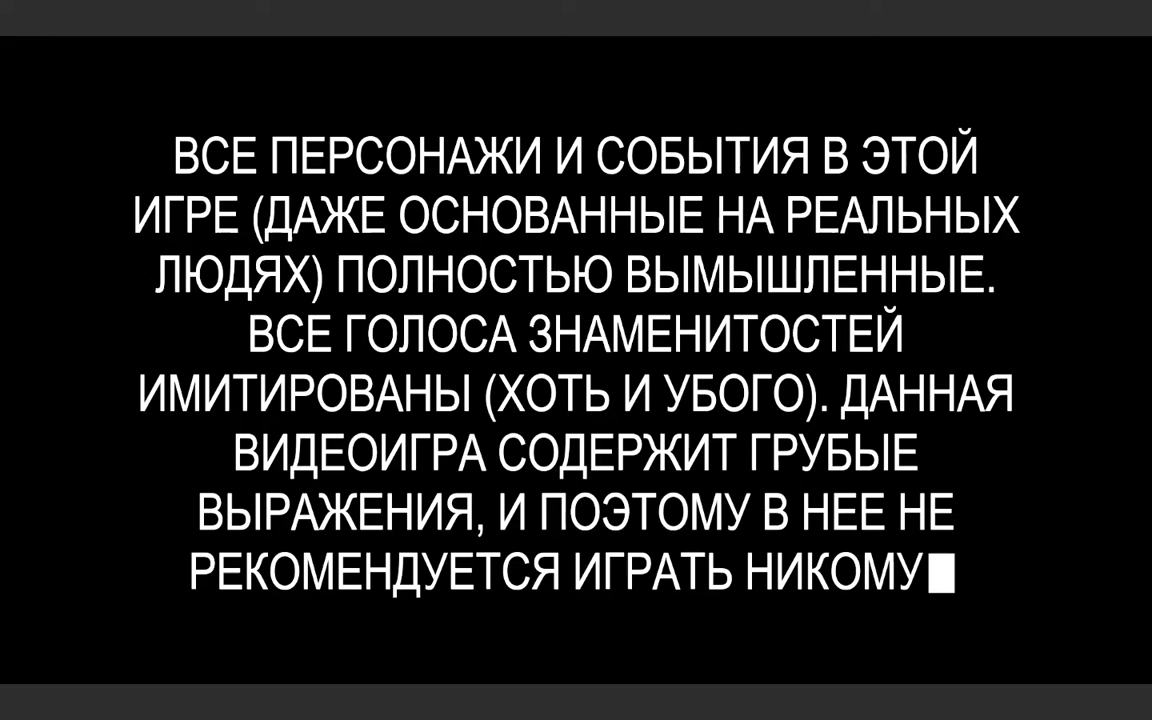 ВСЕ ПЕРСОНАЖИ И СОБЫТИЯ В ЭТОЙ
ИГРЕ (ДАЖЕ ОСНОВАННЫЕ НА РЕАЛЬНЫХ
ЛЮДЯХ) ПОЛНОСТЬЮ ВЫМЫШЛЕННЫЕ.
ВСЕ ГОЛОСА ЗНАМЕНИТОСТЕЙ
ИМИТИРОВАНЫ (ХОТЬ И УБОГО). ДАННАЯ
ВИДЕОИГРА СОДЕРЖИТ ГРУБЫЕ
ВЫРАЖЕНИЯ, И ПОЭТОМУ В НЕЕ НЕ
РЕКОМЕНДУЕТСЯ ИГРАТЬ НИКОМУ